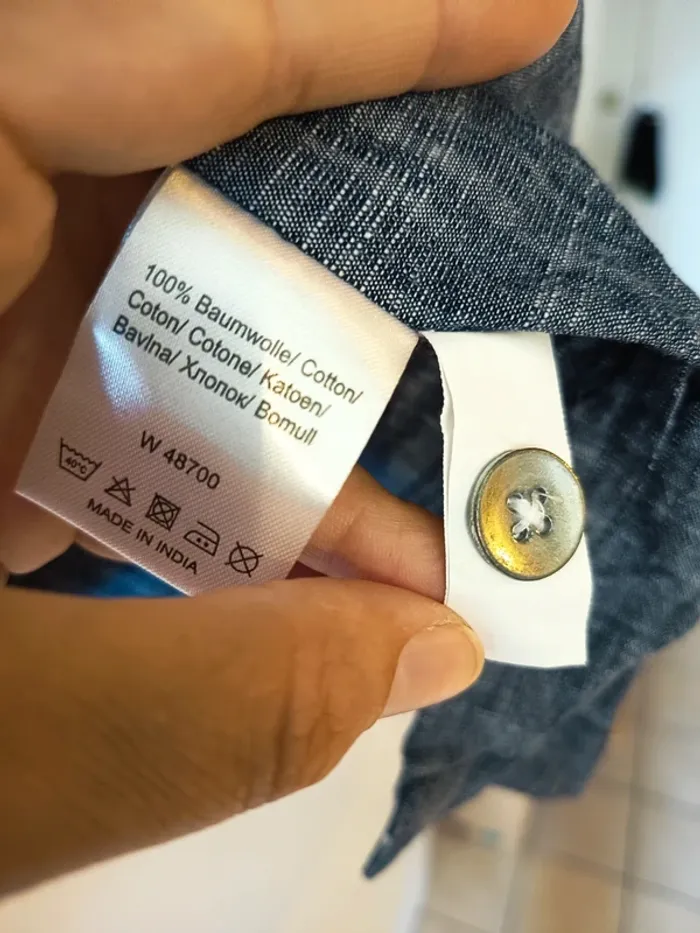 100% Baumwolle/ Cotton/
Coton/ Cotone/ Katoen/
Bavlna/ Хлопок/ Bomull
W 48700
40°C
MADE IN INDIA